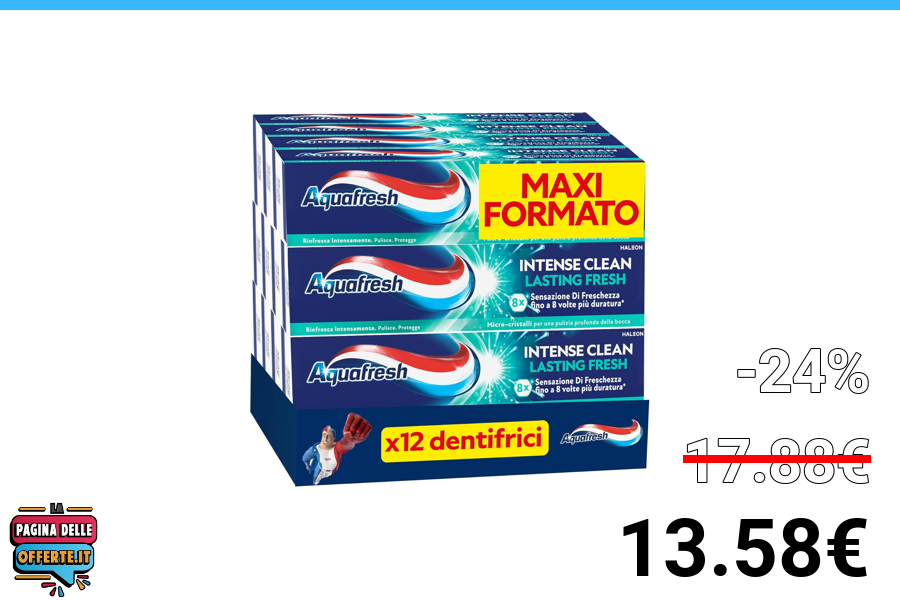 INTENSE CLEAN
Aquafresh
MAXI
FORMATO
Rinfresca Intensamente. Pulisce. Protegge
HALEON
Aquafresh
INTENSE CLEAN
LASTING FRESH
8x Sensazione Di Freschezza
fino a 8 volte più duratura*
Rinfresca Intensamente. Pulisce. Protegge
Micro-cristalli per una pulizia profonda della bocca
HALEON
Aquafresh
INTENSE CLEAN
LASTING FRESH
8x Sensazione Di Freschezza
fino a 8 volte più duratura*
x12 dentifrici
Aquafresh
-24%
17.88€
13.58€
LA
PAGINA DELLE
OFFERTE.IT